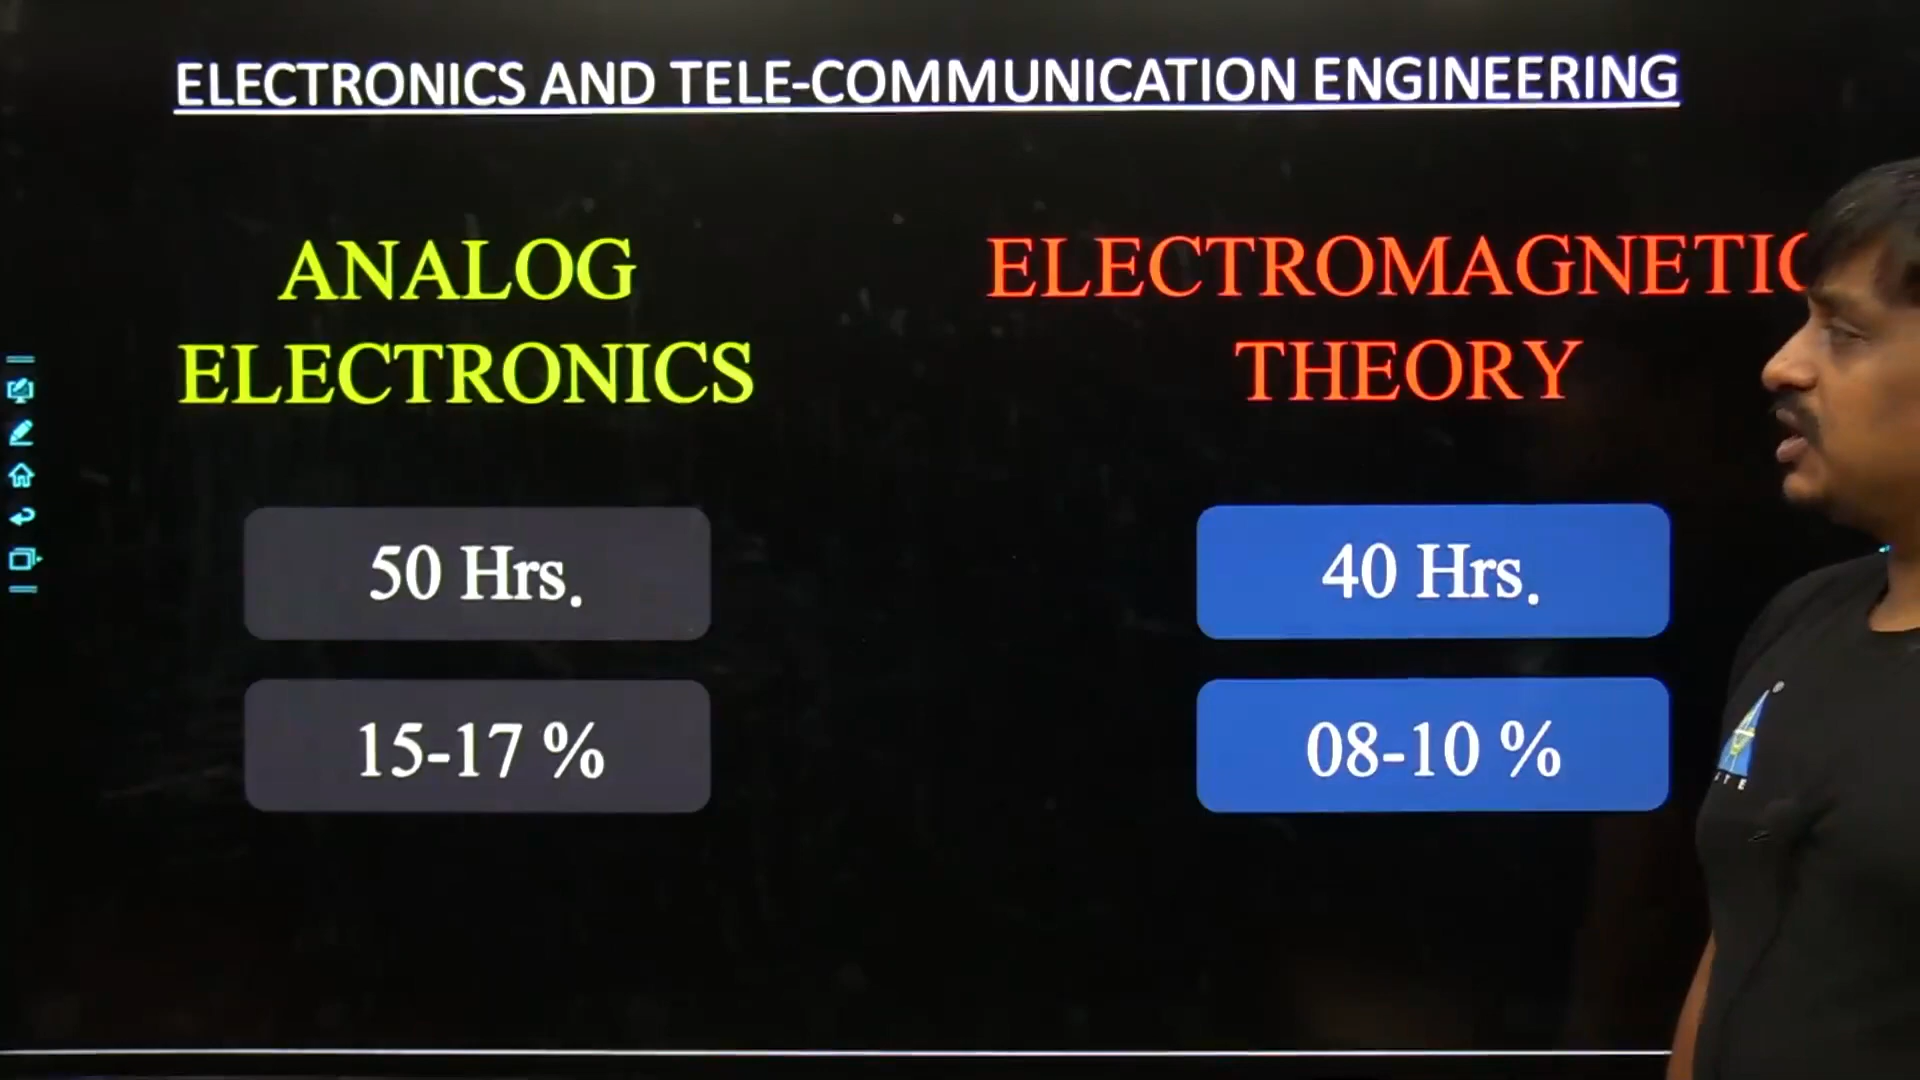 ELECTRONICS AND TELE-COMMUNICATION ENGINEERING
ANALOG
ELECTRONICS
50 Hrs.
15-17 %
ELECTROMAGNETIC
THEORY
40 Hrs.
08-10 %